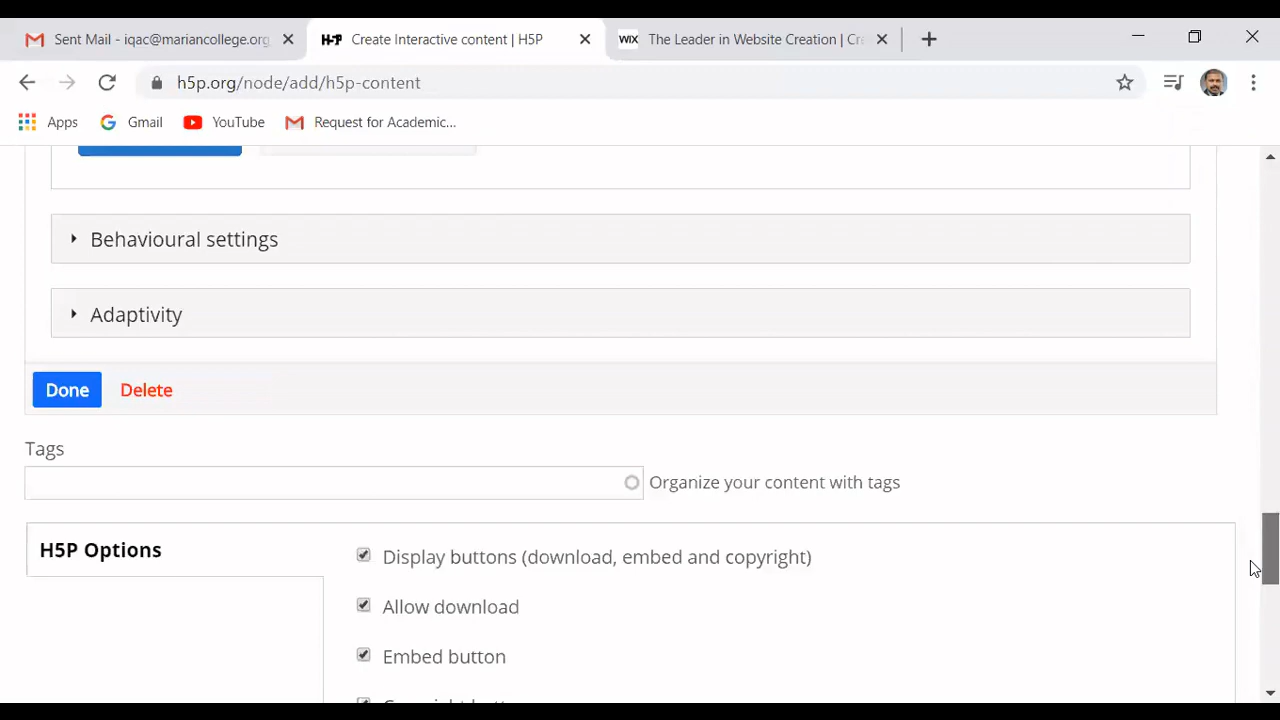 Sent Mail - iqac@mariancollege.org
H-P Create Interactive content | H5P
WIX The Leader in Website Creation | Cr
h5p.org/node/add/h5p-content
Apps Gmail YouTube Request for Academic...
Behavioural settings
Adaptivity
Done Delete
Tags
Organize your content with tags
H5P Options
Display buttons (download, embed and copyright)
Allow download
Embed button